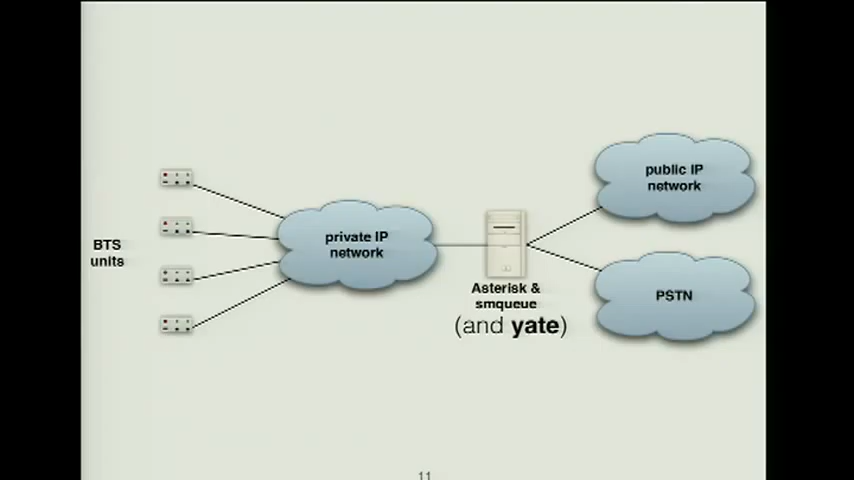 BTS
units
private IP
network
Asterisk &
smqueue
(and yate)
public IP
network
PSTN
11